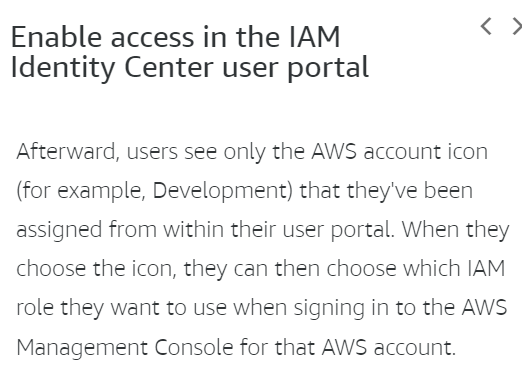 Enable access in the IAM
Identity Center user portal
Afterward, users see only the AWS account icon
(for example, Development) that they've been
assigned from within their user portal. When they
choose the icon, they can then choose which IAM
role they want to use when signing in to the AWS
Management Console for that AWS account.